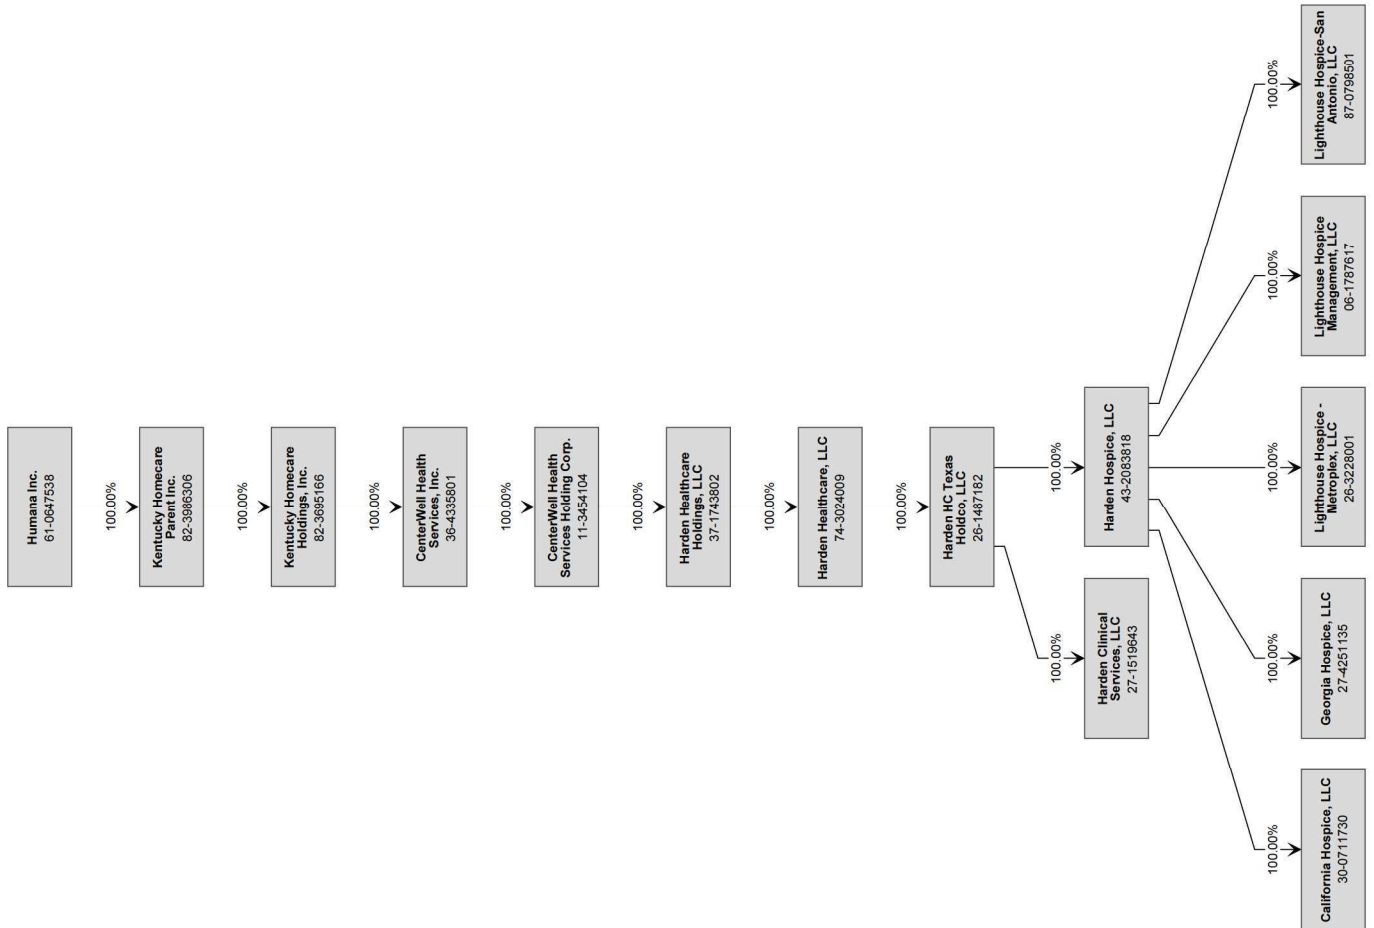 Humana Inc.
61-0647538
100.00%
Kentucky Homecare
Parent Inc.
82-3986306
100.00%
Kentucky Homecare
Holdings, Inc.
82-3695166
100.00%
CenterWell Health
Services, Inc.
36-4335801
100.00%
CenterWell Health
Services Holding Corp.
11-3454104
100.00%
Harden Healthcare
Holdings, LLC
37-1743802
100.00%
Harden Healthcare, LLC
74-3024009
100.00%
Harden HC Texas
Holdco, LLC
26-1487182
100.00%
100.00%
Harden Clinical
Services, LLC
27-1519643
Harden Hospice, LLC
43-2083818
100.00%
100.00%
100.00%
100.00%
100.00%
California Hospice, LLC
30-0711730
Georgia Hospice, LLC
27-4251135
Lighthouse Hospice -
Metroplex, LLC
26-3228001
Lighthouse Hospice
Management, LLC
06-1787617
Lighthouse Hospice-San
Antonio, LLC
87-0798501